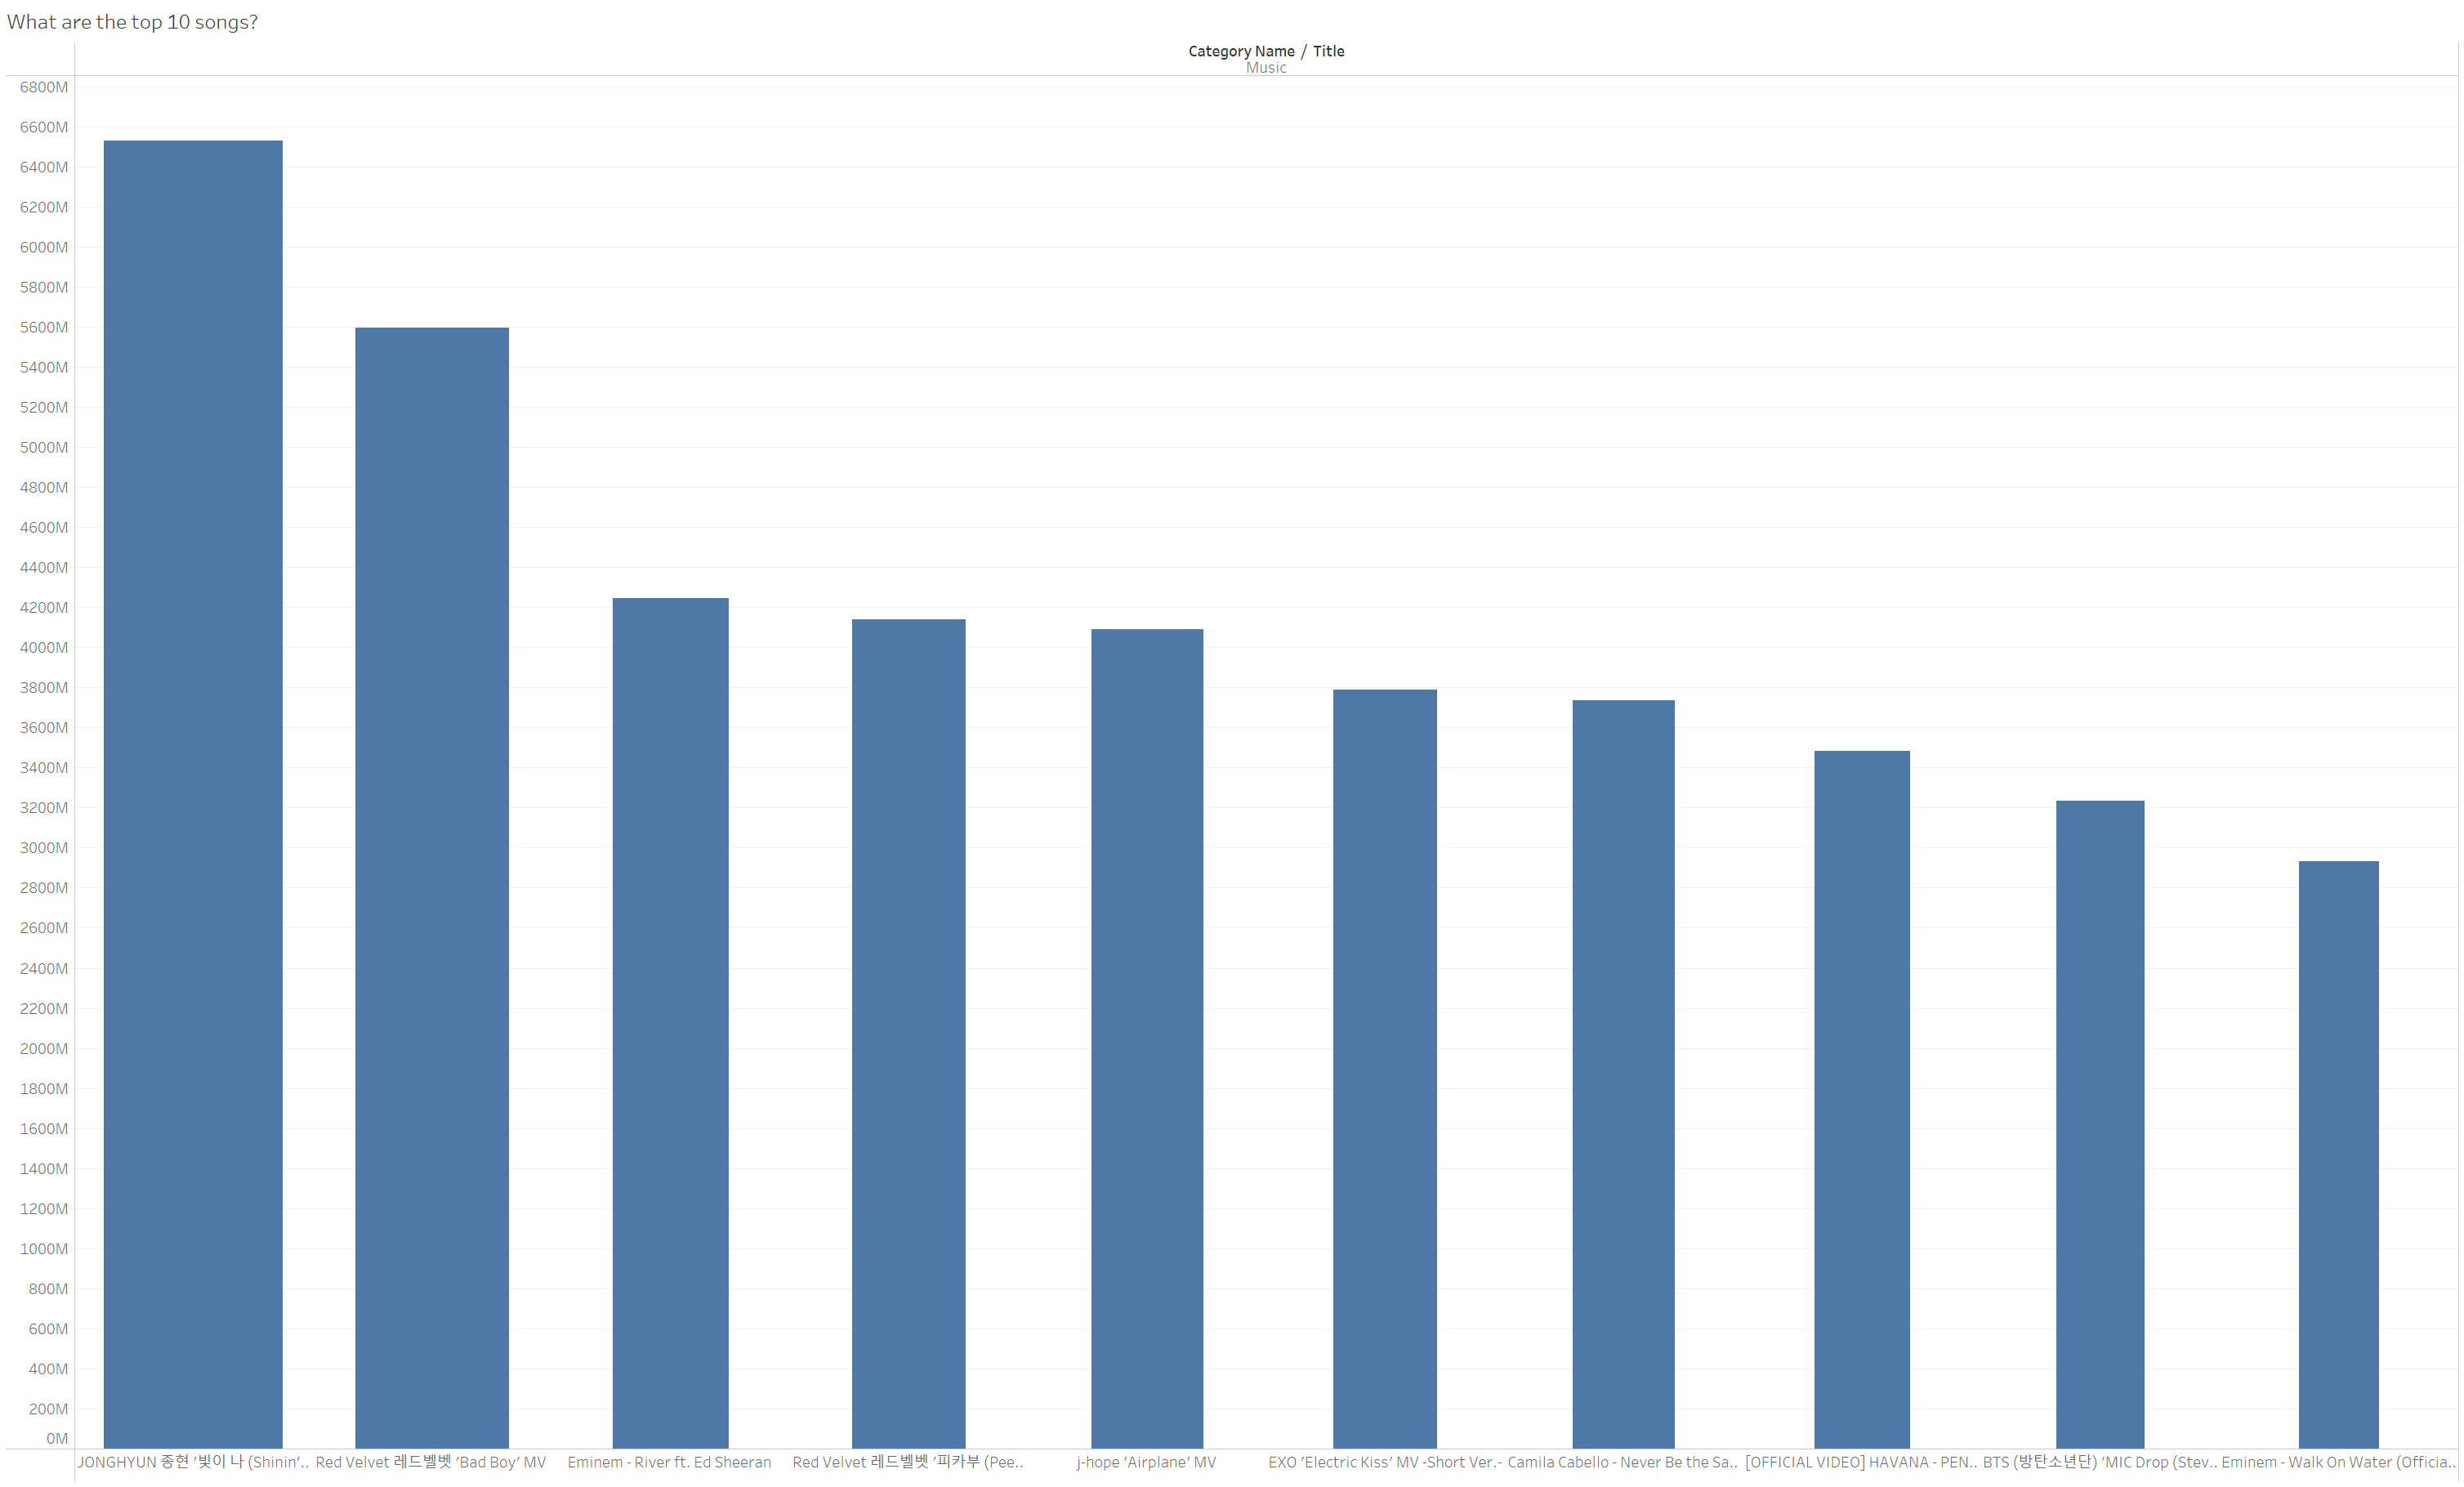 What are the top 10 songs?
Category Name / Title
Music
6800M
6600M
6400M
6200M
6000M
5800M
5600M
5400M
5200M
5000M
4800M
4600M
4400M
4200M
4000M
3800M
3600M
3400M
3200M
3000M
2800M
2600M
2400M
2200M
2000M
1800M
1600M
1400M
1200M
1000M
800M
600M
400M
200M
0M
JONGHYUN 종현 '빛이 나 (Shinin'..
Red Velvet 레드벨벳 'Bad Boy' MV
Eminem - River ft. Ed Sheeran
Red Velvet 레드벨벳 '피카부 (Pee..
j-hope 'Airplane' MV
EXO 'Electric Kiss' MV -Short Ver.-
Camila Cabello - Never Be the Sa..
[OFFICIAL VIDEO] HAVANA - PEN..
BTS (방탄소년단) 'MIC Drop (Stev..
Eminem - Walk On Water (Officia..